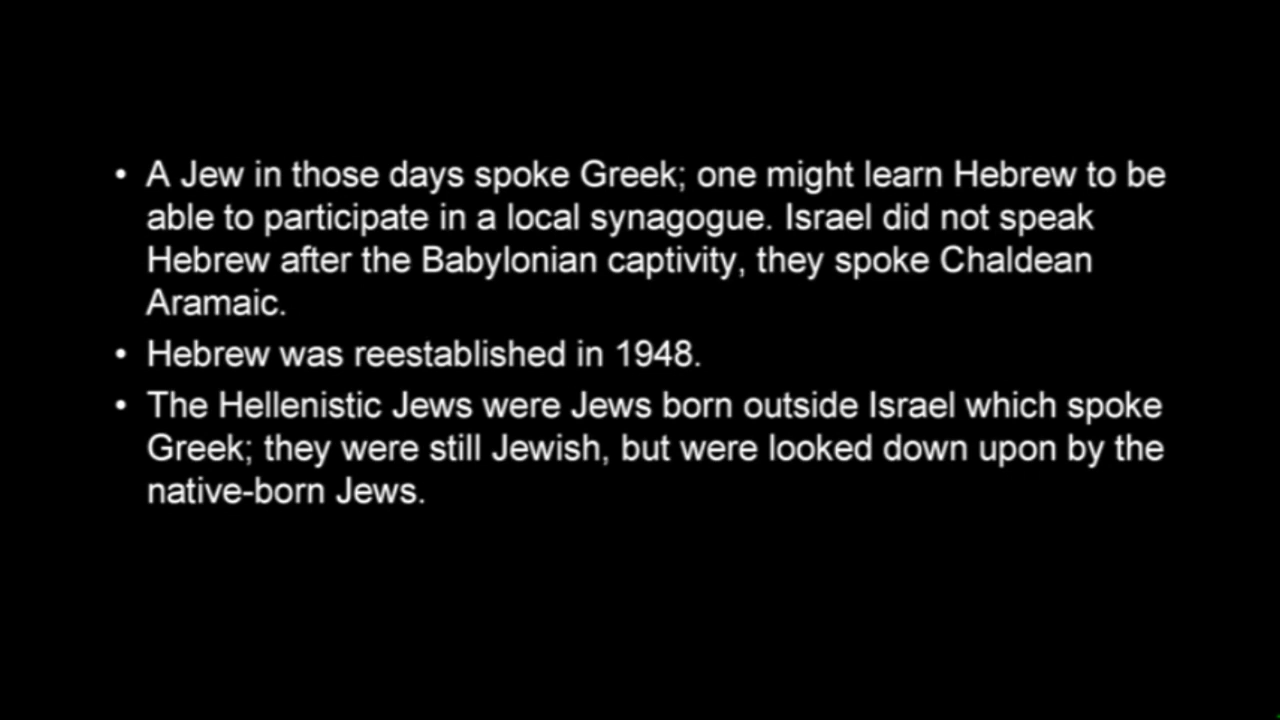 • A Jew in those days spoke Greek; one might learn Hebrew to be
able to participate in a local synagogue. Israel did not speak
Hebrew after the Babylonian captivity, they spoke Chaldean
Aramaic.
• Hebrew was reestablished in 1948.
• The Hellenistic Jews were Jews born outside Israel which spoke
Greek; they were still Jewish, but were looked down upon by the
native-born Jews.